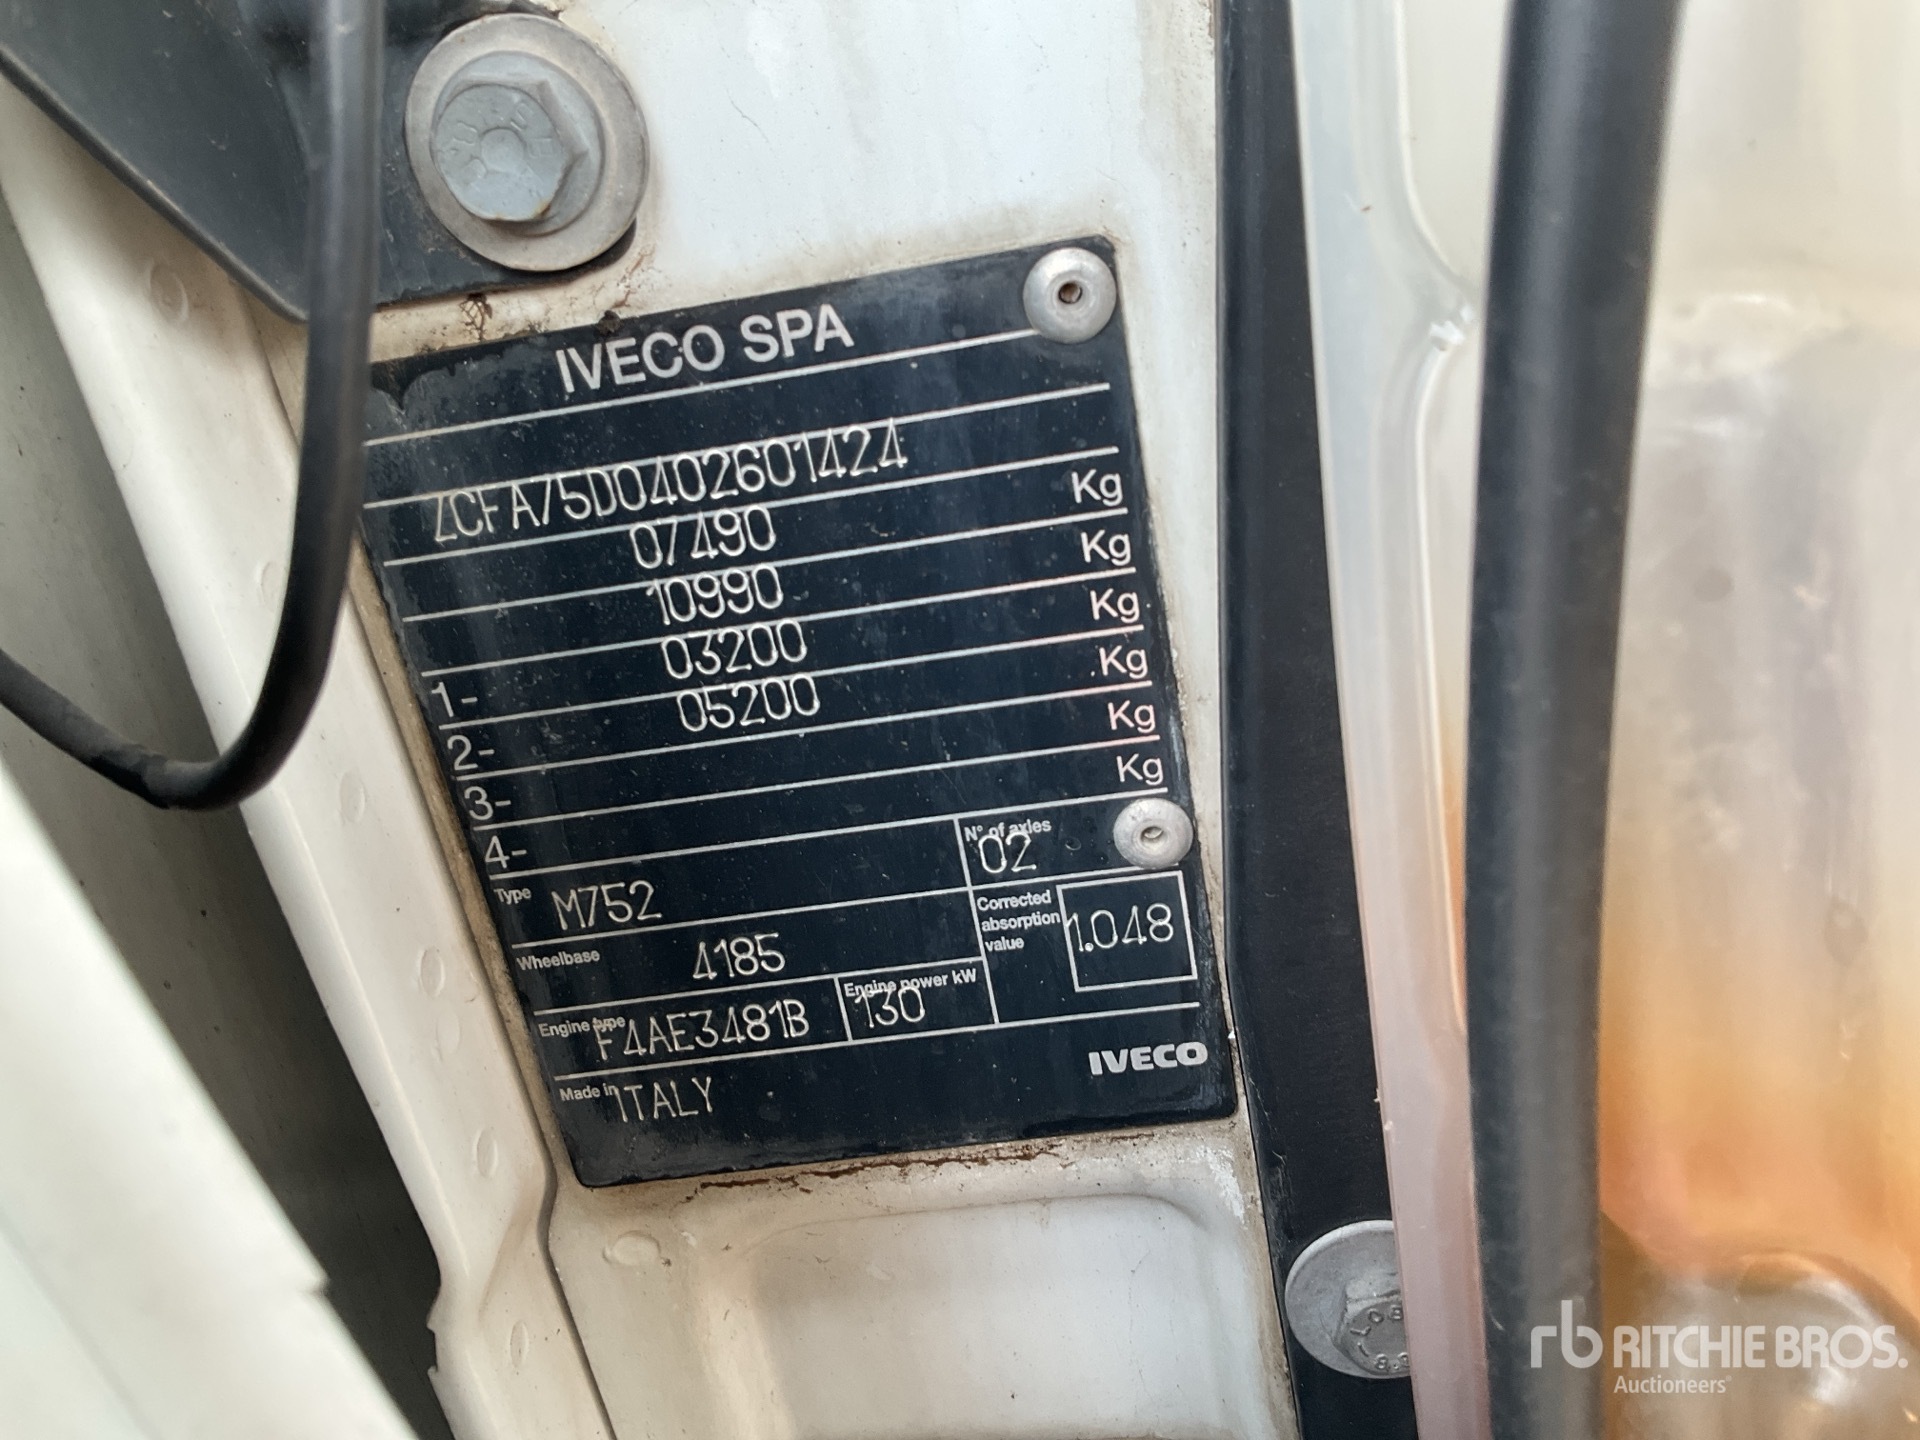 IVECO SPA
ZCFA75D0402601424
07490 Kg
10990 Kg
1- 03200 Kg
2- 05200 Kg
3- Kg
4- Kg
Type M752 N° of axles 02
Wheelbase 4185 Corrected absorption value 1.048
Engine type F4AE3481B Engine power kW 130
Made in ITALY IVECO
rb RITCHIE BROS.
Auctioneers